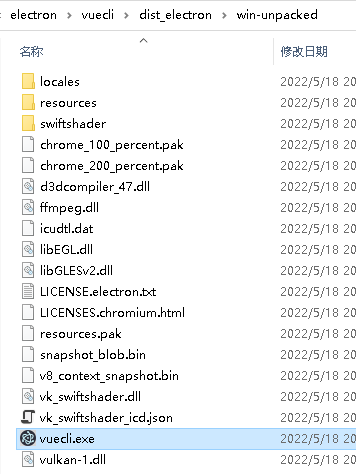 electron > vuecli > dist_electron > win-unpacked
名称 修改日期
locales 2022/5/18 20
resources 2022/5/18 20
swiftshader 2022/5/18 20
chrome_100_percent.pak 2022/5/18 20
chrome_200_percent.pak 2022/5/18 20
d3dcompiler_47.dll 2022/5/18 20
ffmpeg.dll 2022/5/18 20
icudtl.dat 2022/5/18 20
libEGL.dll 2022/5/18 20
libGLESv2.dll 2022/5/18 20
LICENSE.electron.txt 2022/5/18 20
LICENSES.chromium.html 2022/5/18 20
resources.pak 2022/5/18 20
snapshot_blob.bin 2022/5/18 20
v8_context_snapshot.bin 2022/5/18 20
vk_swiftshader.dll 2022/5/18 20
vk_swiftshader_icd.json 2022/5/18 20
vuecli.exe 2022/5/18 20
vulkan-1.dll 2022/5/18 20